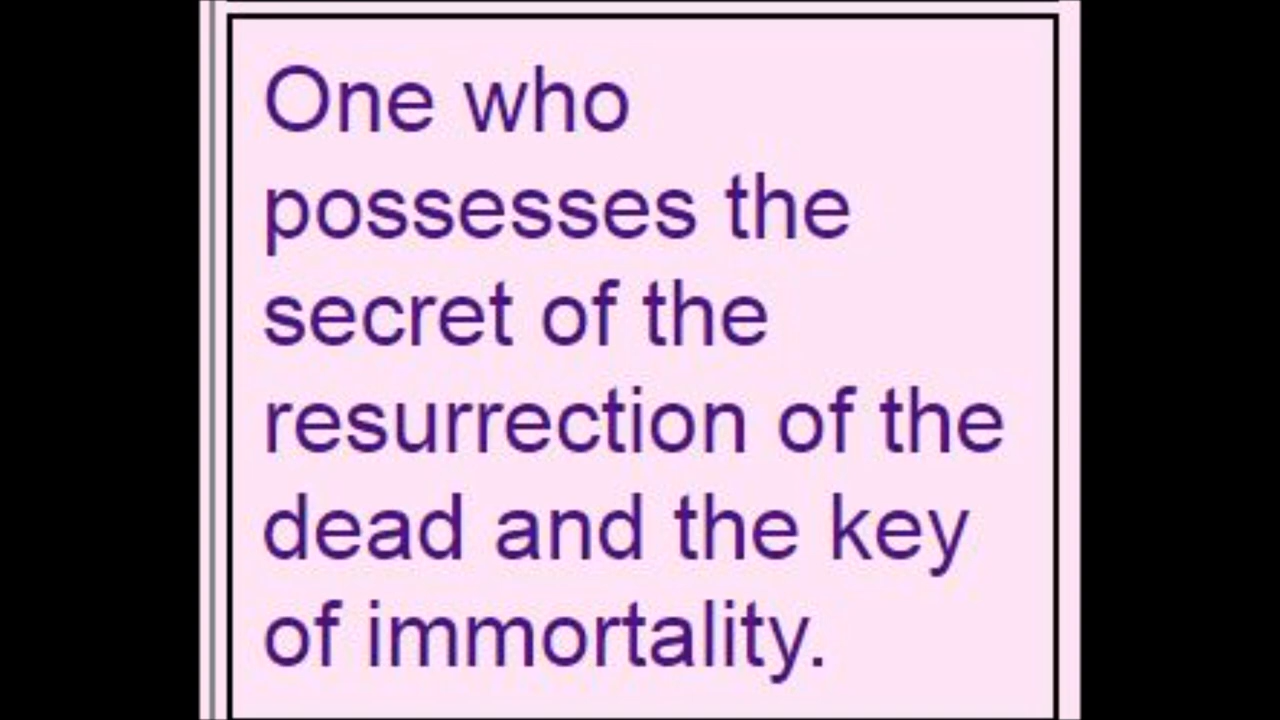 One who
possesses the
secret of the
resurrection of the
dead and the key
of immortality.